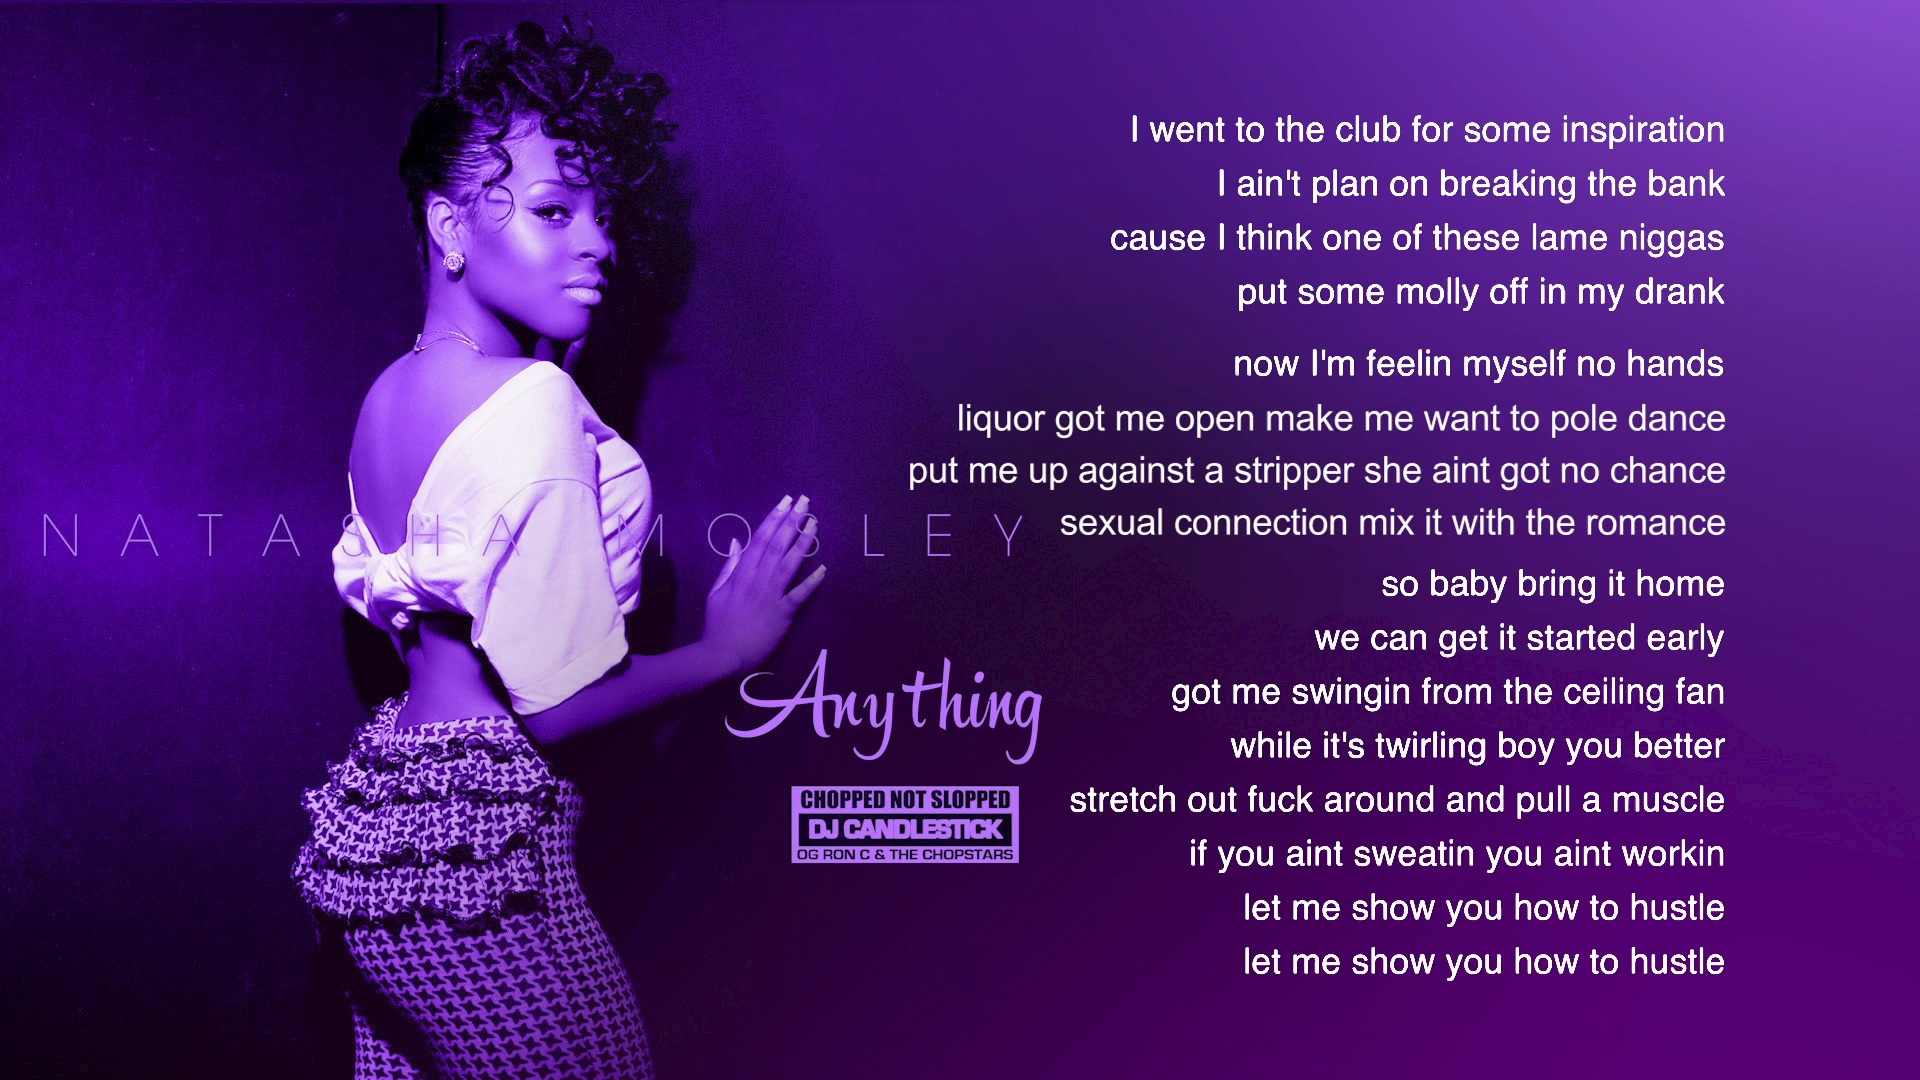 NATASHA MOSLEY
Anything
CHOPPED NOT SLOPPED
DJ CANDLESTICK
OG RON C & THE CHOPSTARS
I went to the club for some inspiration
I ain't plan on breaking the bank
cause I think one of these lame niggas
put some molly off in my drank
now I'm feelin myself no hands
liquor got me open make me want to pole dance
put me up against a stripper she aint got no chance
sexual connection mix it with the romance
so baby bring it home
we can get it started early
got me swingin from the ceiling fan
while it's twirling boy you better
stretch out fuck around and pull a muscle
if you aint sweatin you aint workin
let me show you how to hustle
let me show you how to hustle